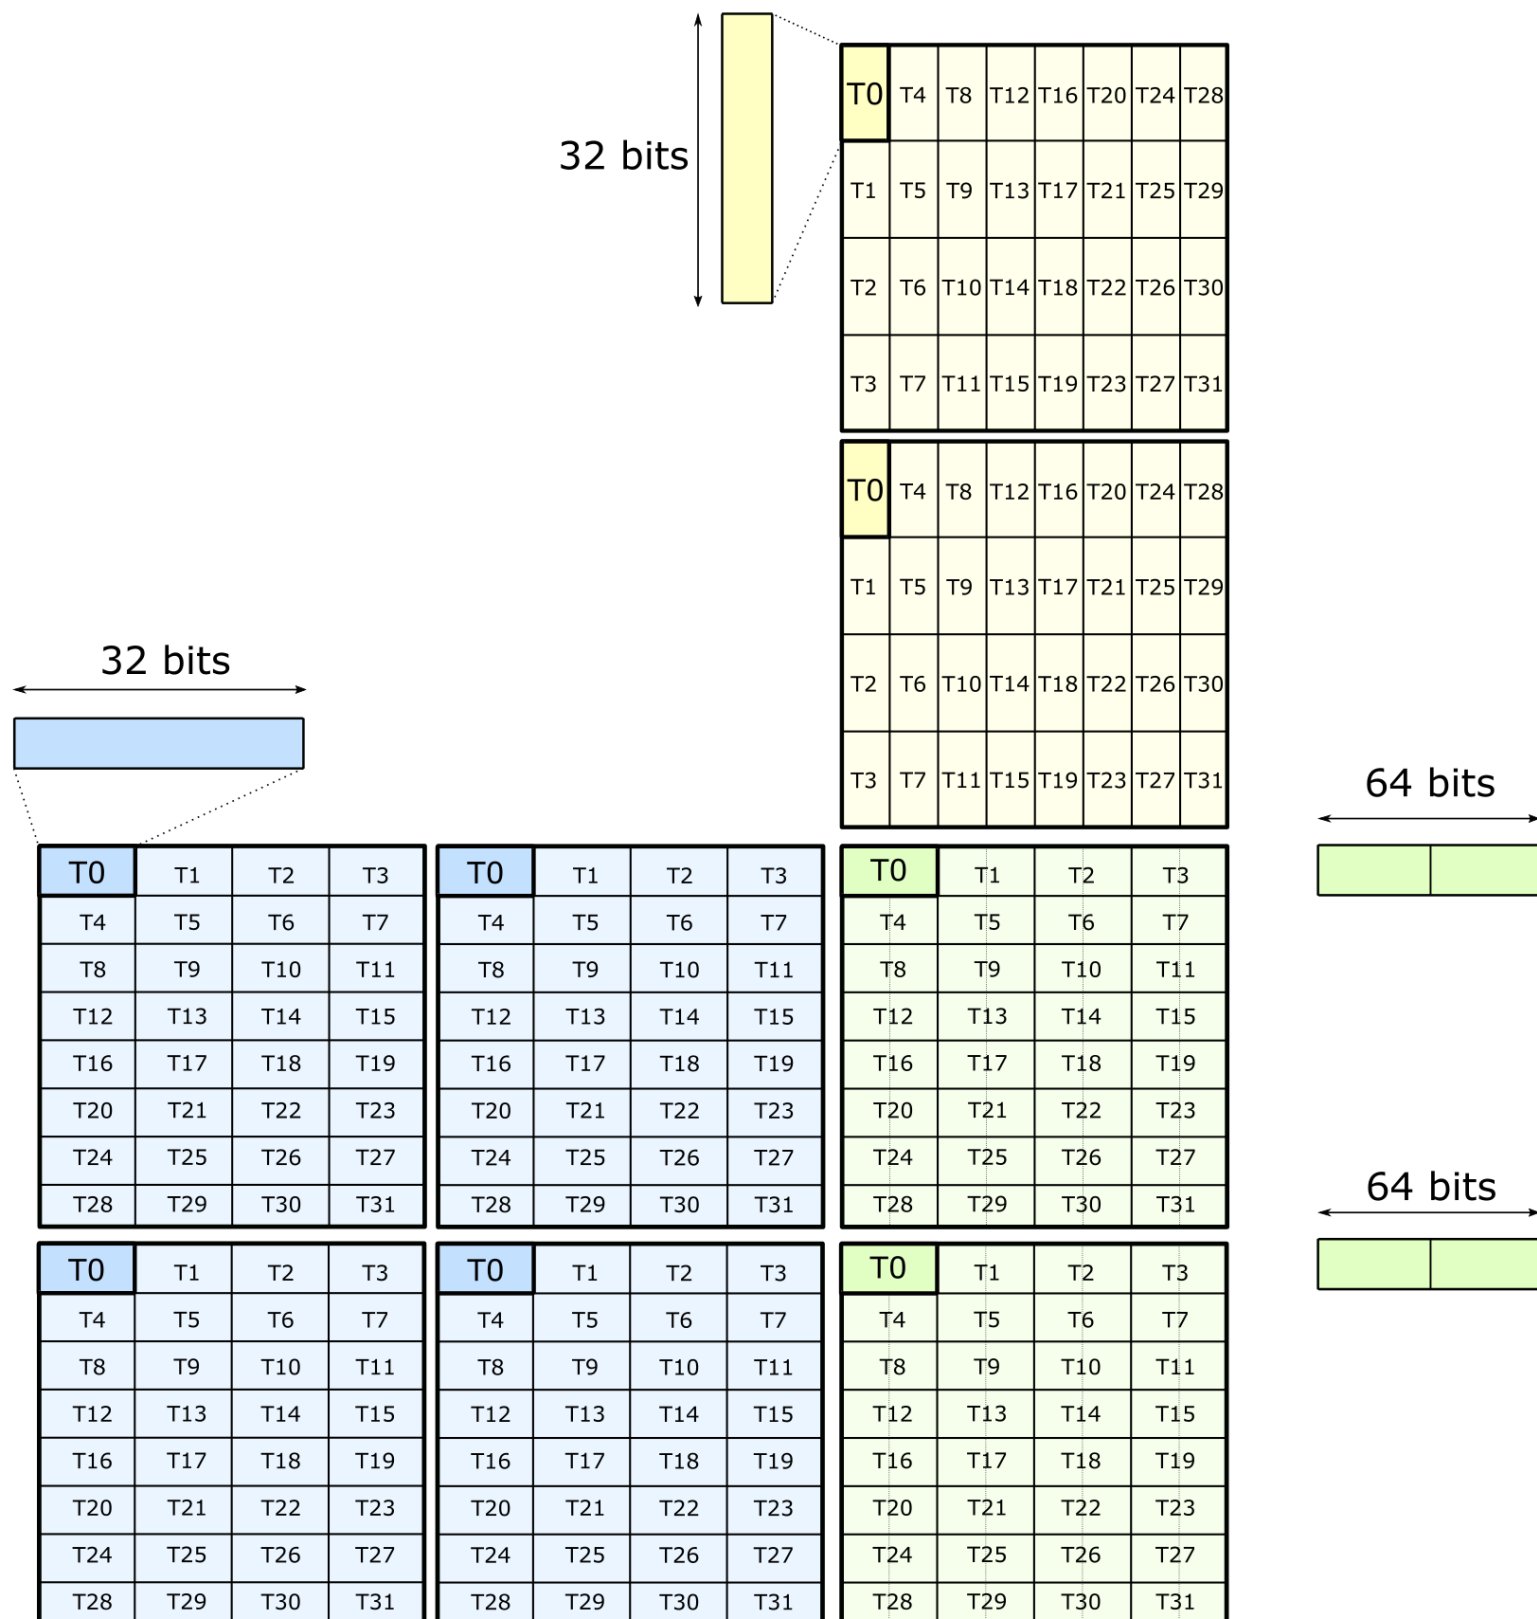 T0 T4 T8 T12 T16 T20 T24 T28
32 bits
T1 T5 T9 T13 T17 T21 T25 T29
T2 T6 T10 T14 T18 T22 T26 T30
T3 T7 T11 T15 T19 T23 T27 T31
T0 T4 T8 T12 T16 T20 T24 T28
T1 T5 T9 T13 T17 T21 T25 T29
T2 T6 T10 T14 T18 T22 T26 T30
T3 T7 T11 T15 T19 T23 T27 T31
32 bits
64 bits
T0 T1 T2 T3 T0 T1 T2 T3 T0 T1 T2 T3
T4 T5 T6 T7 T4 T5 T6 T7 T4 T5 T6 T7
T8 T9 T10 T11 T8 T9 T10 T11 T8 T9 T10 T11
T12 T13 T14 T15 T12 T13 T14 T15 T12 T13 T14 T15
T16 T17 T18 T19 T16 T17 T18 T19 T16 T17 T18 T19
T20 T21 T22 T23 T20 T21 T22 T23 T20 T21 T22 T23
T24 T25 T26 T27 T24 T25 T26 T27 T24 T25 T26 T27
T28 T29 T30 T31 T28 T29 T30 T31 T28 T29 T30 T31
64 bits
T0 T1 T2 T3 T0 T1 T2 T3 T0 T1 T2 T3
T4 T5 T6 T7 T4 T5 T6 T7 T4 T5 T6 T7
T8 T9 T10 T11 T8 T9 T10 T11 T8 T9 T10 T11
T12 T13 T14 T15 T12 T13 T14 T15 T12 T13 T14 T15
T16 T17 T18 T19 T16 T17 T18 T19 T16 T17 T18 T19
T20 T21 T22 T23 T20 T21 T22 T23 T20 T21 T22 T23
T24 T25 T26 T27 T24 T25 T26 T27 T24 T25 T26 T27
T28 T29 T30 T31 T28 T29 T30 T31 T28 T29 T30 T31